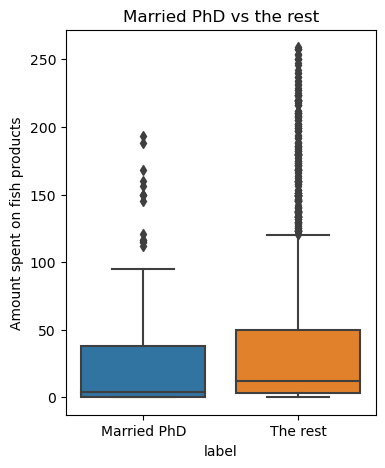 Married PhD vs the rest
Amount spent on fish products
250
200
150
100
50
0
Married PhD
The rest
label